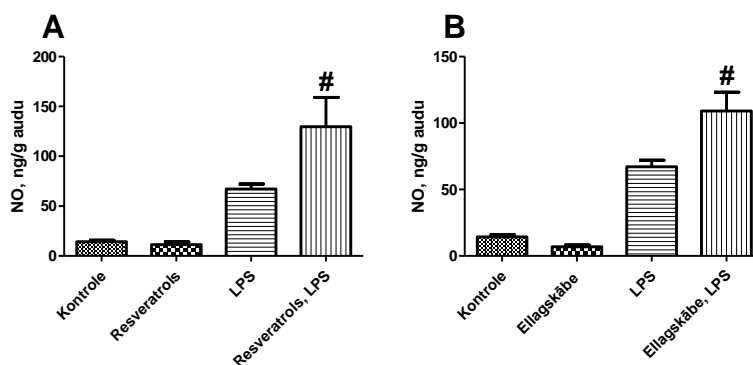 A
NO, ng/g audu
200
150
100
50
0
#
Kontrole
Resveratrols
LPS
Resveratrols, LPS
B
NO, ng/g audu
150
100
50
0
#
Kontrole
Ellagskābe
LPS
Ellagskābe, LPS